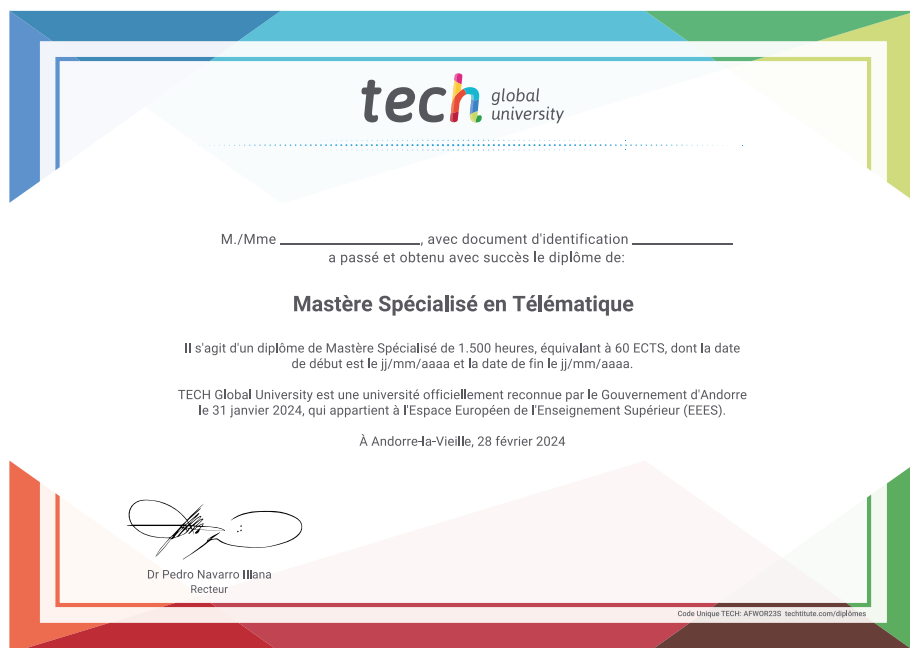 tech global university
M./Mme ______________, avec document d'identification ______________
a passé et obtenu avec succès le diplôme de:
Mastère Spécialisé en Télématique
Il s'agit d'un diplôme de Mastère Spécialisé de 1.500 heures, équivalant à 60 ECTS, dont la date
de début est le jj/mm/aaaa et la date de fin le jj/mm/aaaa.
TECH Global University est une université officiellement reconnue par le Gouvernement d'Andorre
le 31 janvier 2024, qui appartient à l'Espace Européen de l'Enseignement Supérieur (EEES).
À Andorre-la-Vieille, 28 février 2024
Dr Pedro Navarro Illana
Recteur
Code Unique TECH: AFWOR23S techtitute.com/diplômes